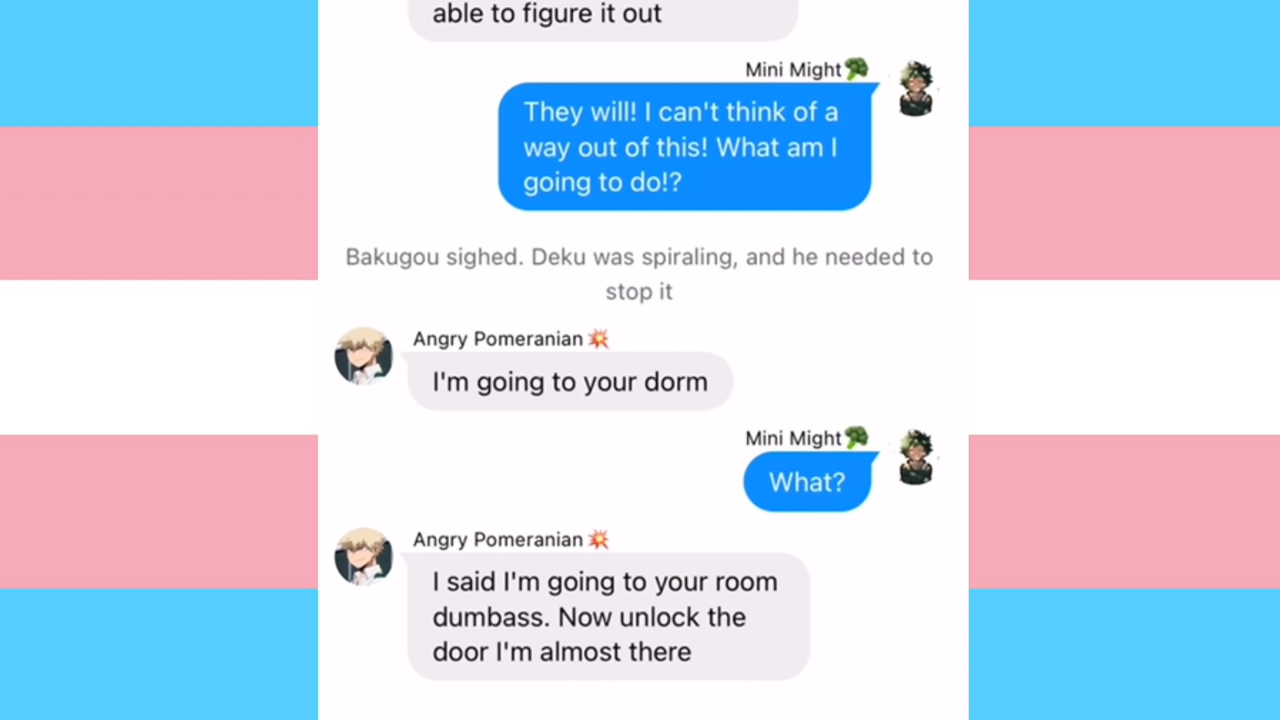 able to figure it out
Mini Might🥦
They will! I can't think of a
way out of this! What am I
going to do!?
Bakugou sighed. Deku was spiraling, and he needed to
stop it
Angry Pomeranian💥
I'm going to your dorm
Mini Might🥦
What?
Angry Pomeranian💥
I said I'm going to your room
dumbass. Now unlock the
door I'm almost there